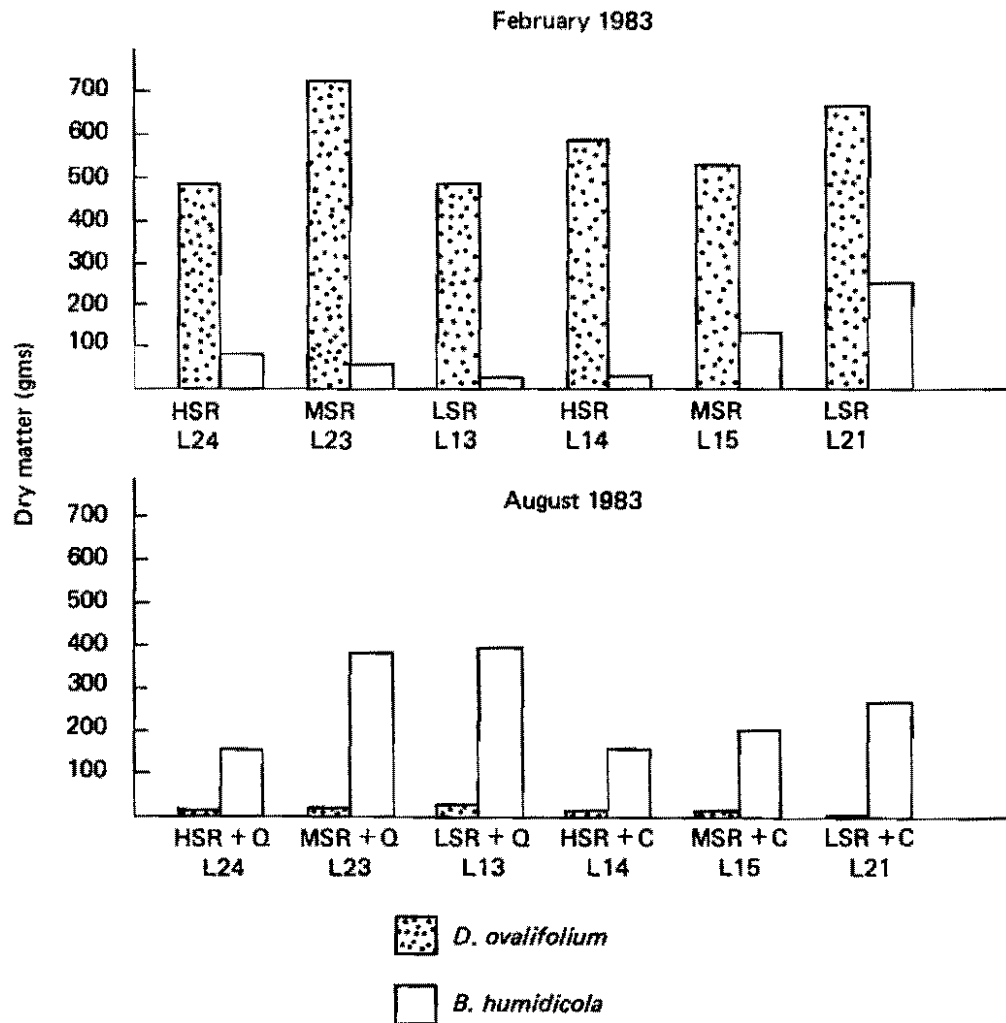 February 1983
700
600
500
400
300
200
100
HSR MSR LSR HSR MSR LSR
L24 L23 L13 L14 L15 L21
Dry matter (gms)
August 1983
700
600
500
400
300
200
100
HSR + Q MSR + Q LSR + Q HSR + C MSR + C LSR + C
L24 L23 L13 L14 L15 L21
D. ovalifolium
B. humidicola